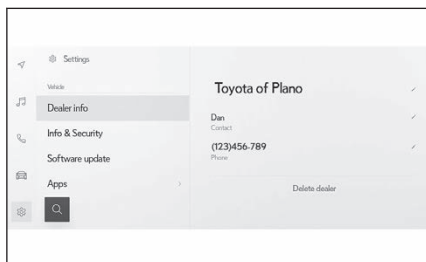 Settings
Vehicle
Dealer info
Info & Security
Software update
Apps
Toyota of Plano
Dan
Contact
(123)456-789
Phone
Delete dealer